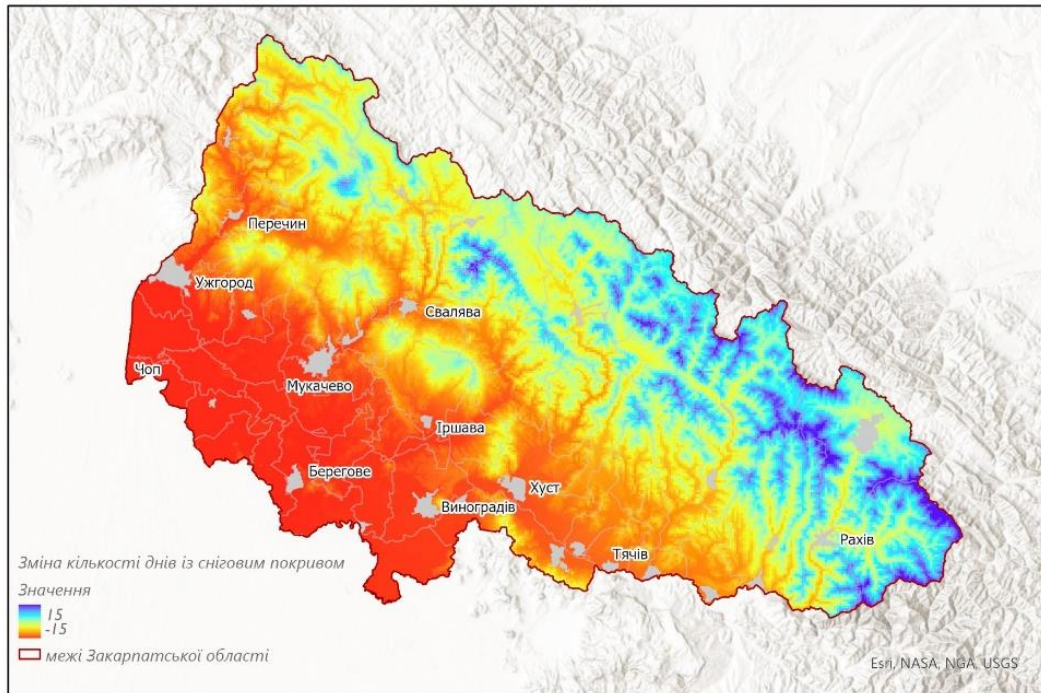 Перечин
Ужгород
Свалява
Чоп
Мукачево
Іршава
Берегове
Хуст
Виноградів
Тячів
Рахів
Зміна кількості днів із сніговим покривом
Значення
15
-15
межі Закарпатської області
Esri, NASA, NGA, USGS